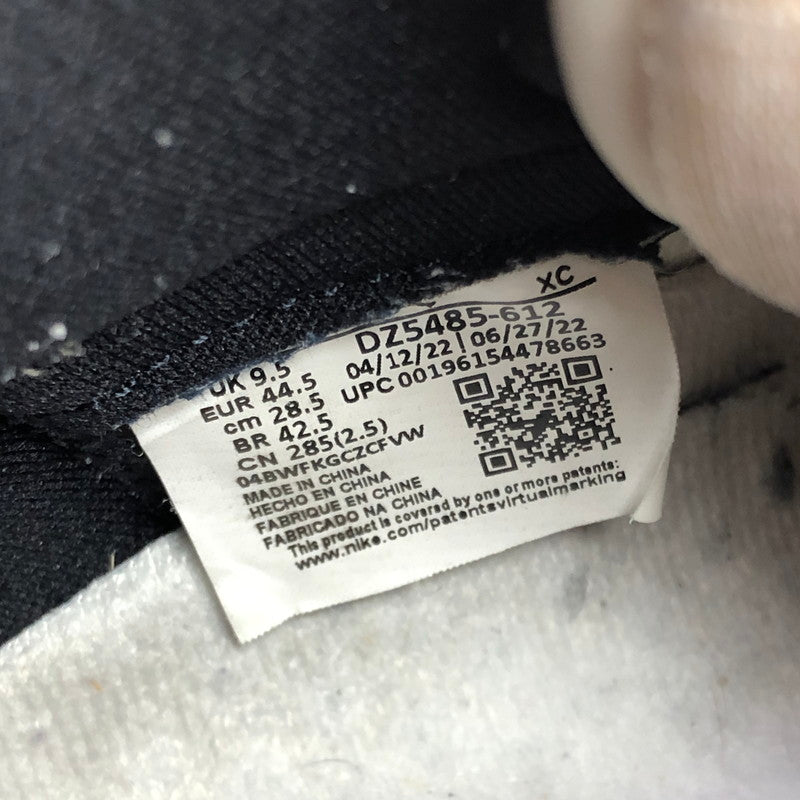 XC
DZ5485-612
UK 9.5 04/12/22 | 06/27/22
EUR 44.5 UPC 00196154478663
cm 28.5
BR 42.5
CN 285(2.5)
04BWFKGCZCFVW
MADE IN CHINA
HECHO EN CHINA
FABRIQUE EN CHINE
FABRICADO NA CHINA
This product is covered by one or more patents:
www.nike.com/patentsvirtualmarking